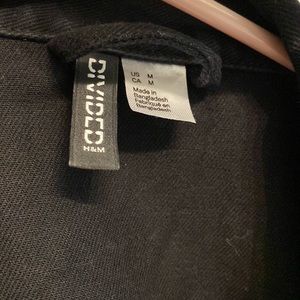 DIVIDED
H&M
US M
CA M
Made in
Bangladesh
Fabriqué en
Bangladesh